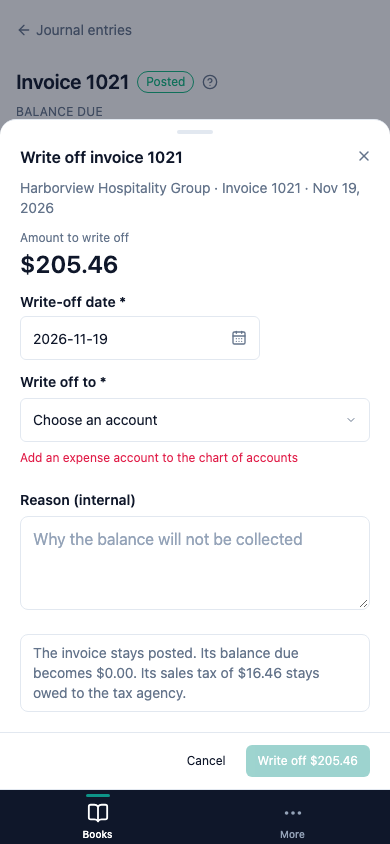 Journal entries
Invoice 1021 Posted
BALANCE DUE
Write off invoice 1021
Harborview Hospitality Group · Invoice 1021 · Nov 19,
2026
Amount to write off
$205.46
Write-off date *
2026-11-19
Write off to *
Choose an account
Add an expense account to the chart of accounts
Reason (internal)
Why the balance will not be collected
The invoice stays posted. Its balance due
becomes $0.00. Its sales tax of $16.46 stays
owed to the tax agency.
Cancel Write off $205.46
Books More